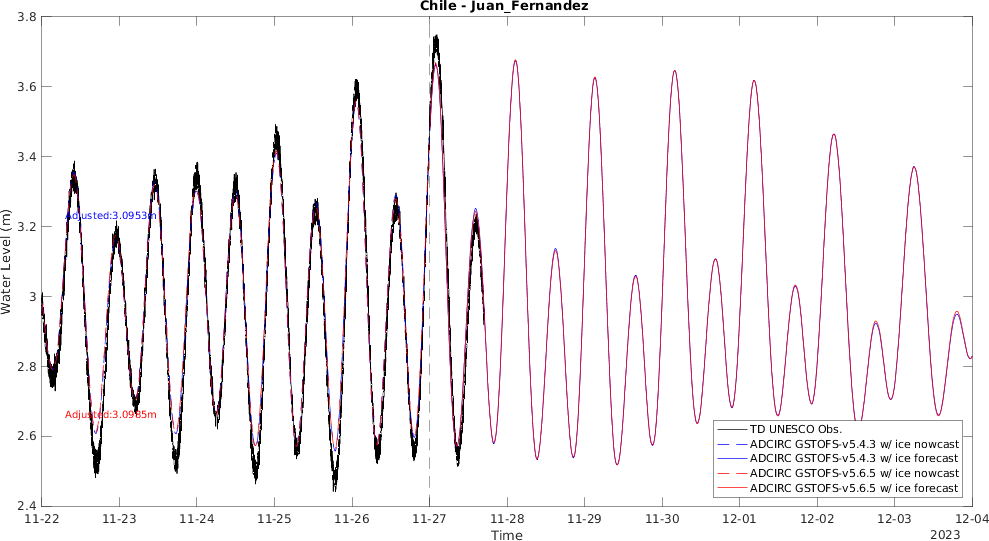 Chile - Juan_Fernandez
3.8
3.6
3.4
3.2
3
2.8
2.6
2.4
Water Level (m)
Adjusted:3.0953m
Adjusted:3.0985m
TD UNESCO Obs.
ADCIRC GSTOFS-v5.4.3 w/ ice nowcast
ADCIRC GSTOFS-v5.4.3 w/ ice forecast
ADCIRC GSTOFS-v5.6.5 w/ ice nowcast
ADCIRC GSTOFS-v5.6.5 w/ ice forecast
11-22 11-23 11-24 11-25 11-26 11-27 11-28 11-29 11-30 12-01 12-02 12-03 12-04
Time
2023